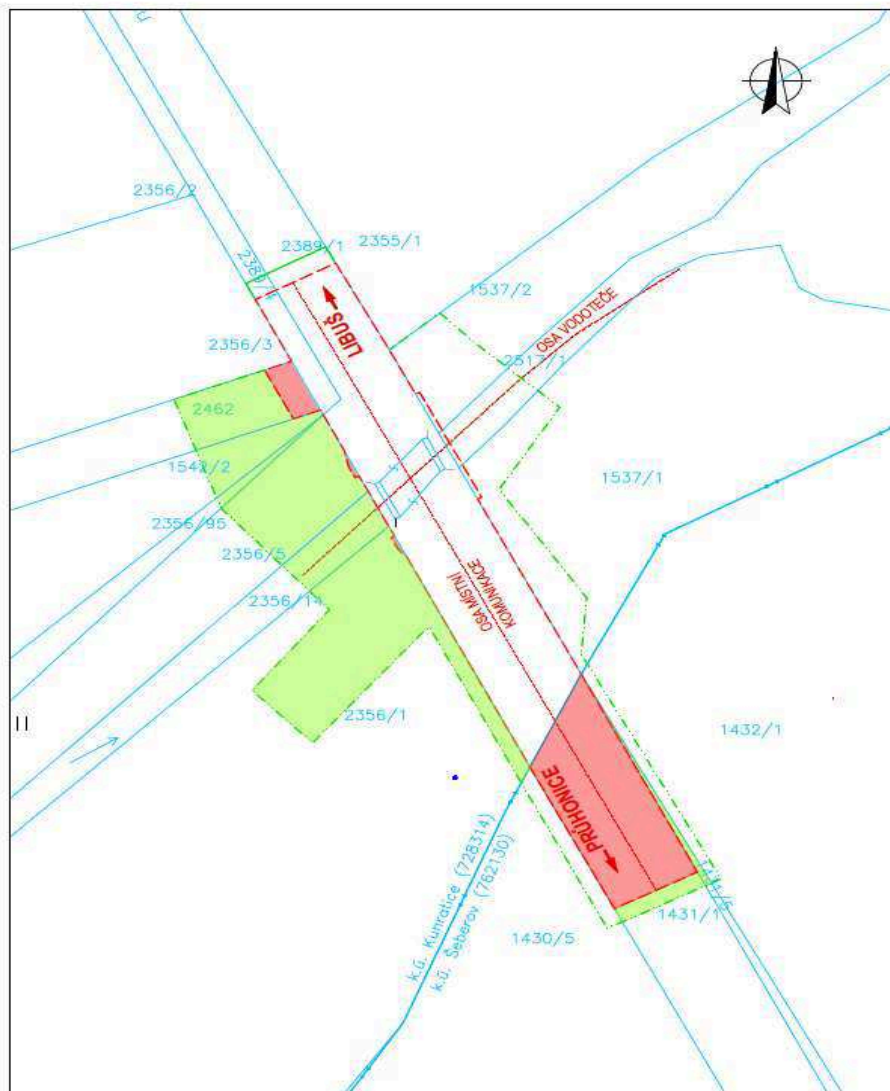 2356/2
2389/1
2355/1
1537/2
LIBUŠ
OSA VODOTEČE
2356/3
2517/1
2462
1542/2
1537/1
2356/95
2356/5
OSA MÍSTNÍ
KOMUNIKACE
2356/14
2356/1
II
1432/1
PRŮHONICE
k.ú. Kunratice (728314)
k.ú. Šeberov (762130)
1431/1
1430/5